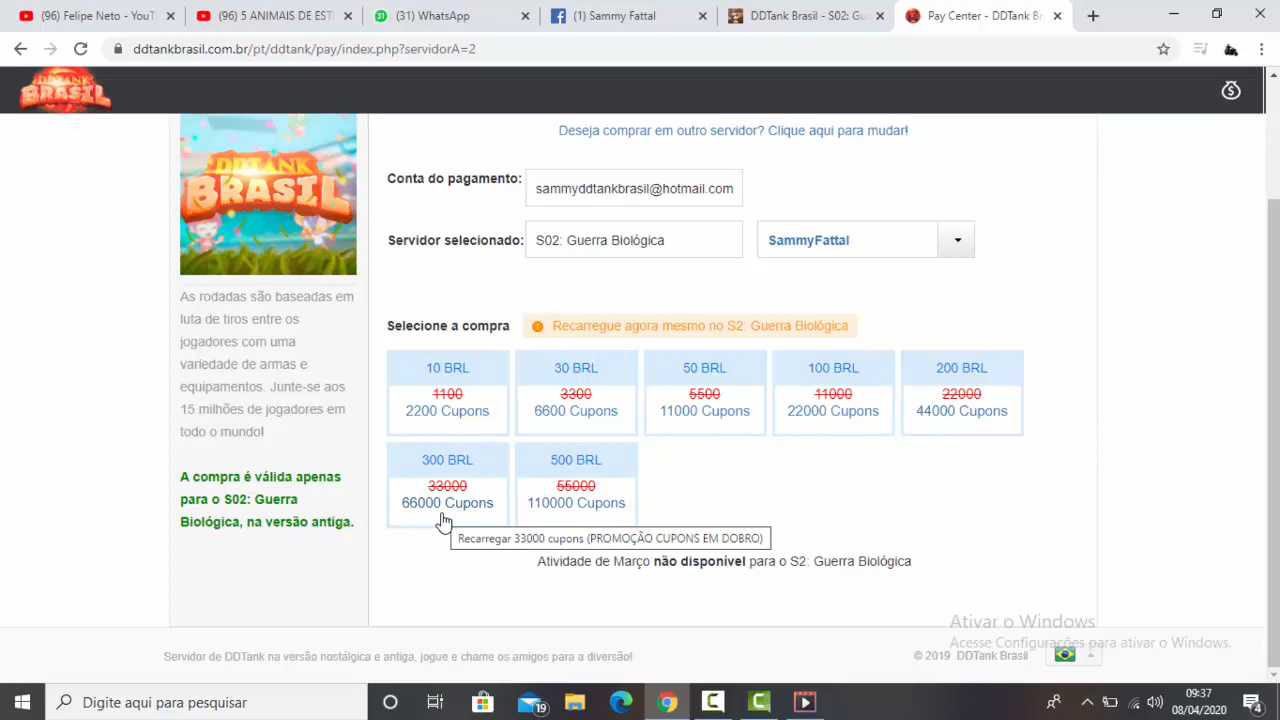 (96) Felipe Neto - YouT
(96) 5 ANIMAIS DE EST
(31) WhatsApp
(1) Sammy Fattal
DDTank Brasil - S02: Gu
Pay Center - DDTank Br
ddtankbrasil.com.br/pt/ddtank/pay/index.php?servidorA=2
DDTANK
BRASIL
Deseja comprar em outro servidor? Clique aqui para mudar!
DDTANK
BRASIL
Conta do pagamento:
sammyddtankbrasil@hotmail.com
Servidor selecionado:
S02: Guerra Biológica
SammyFattal
As rodadas são baseadas em
luta de tiros entre os
jogadores com uma
variedade de armas e
equipamentos. Junte-se aos
15 milhões de jogadores em
todo o mundo!
A compra é válida apenas
para o S02: Guerra
Biológica, na versão antiga.
Selecione a compra
Recarregue agora mesmo no S2: Guerra Biológica
10 BRL
1100
2200 Cupons
30 BRL
3300
6600 Cupons
50 BRL
5500
11000 Cupons
100 BRL
11000
22000 Cupons
200 BRL
22000
44000 Cupons
300 BRL
33000
66000 Cupons
500 BRL
55000
110000 Cupons
Recarregar 33000 cupons (PROMOÇÃO CUPONS EM DOBRO)
Atividade de Março não disponível para o S2: Guerra Biológica
Ativar o Windows
Acesse Configurações para ativar o Windows.
Servidor de DDTank na versão nostálgica e antiga, jogue e chame os amigos para a diversão!
© 2019 DDTank Brasil
Digite aqui para pesquisar
19
09:37
08/04/2020
4